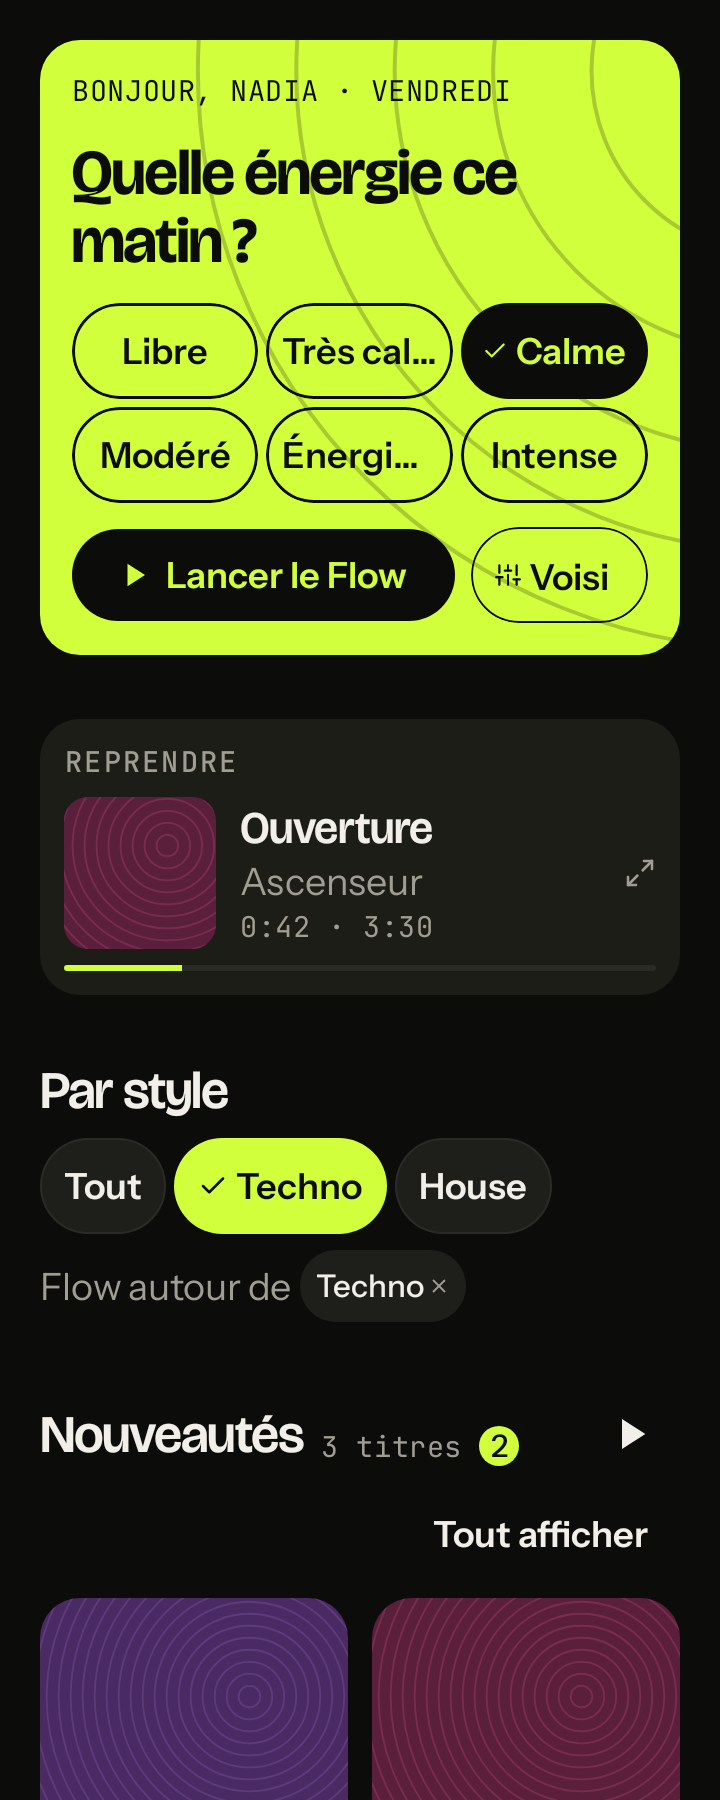 BONJOUR, NADIA · VENDREDI
Quelle énergie ce
matin ?
Libre
Très cal...
Calme
Modéré
Énergi...
Intense
Lancer le Flow
Voisi
REPRENDRE
Ouverture
Ascenseur
0:42 · 3:30
Par style
Tout
Techno
House
Flow autour de Techno ×
Nouveautés 3 titres 2
Tout afficher